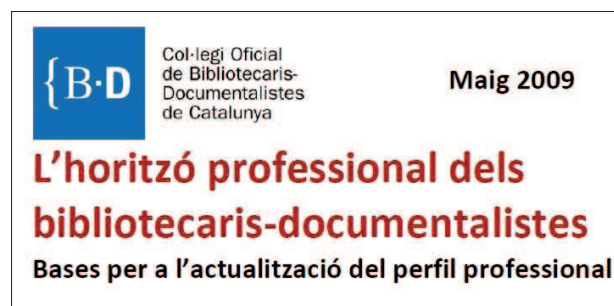 {B·D
Col·legi Oficial
de Bibliotecaris-
Documentalistes
de Catalunya
Maig 2009
L'horitzó professional dels
bibliotecaris-documentalistes
Bases per a l'actualització del perfil professional